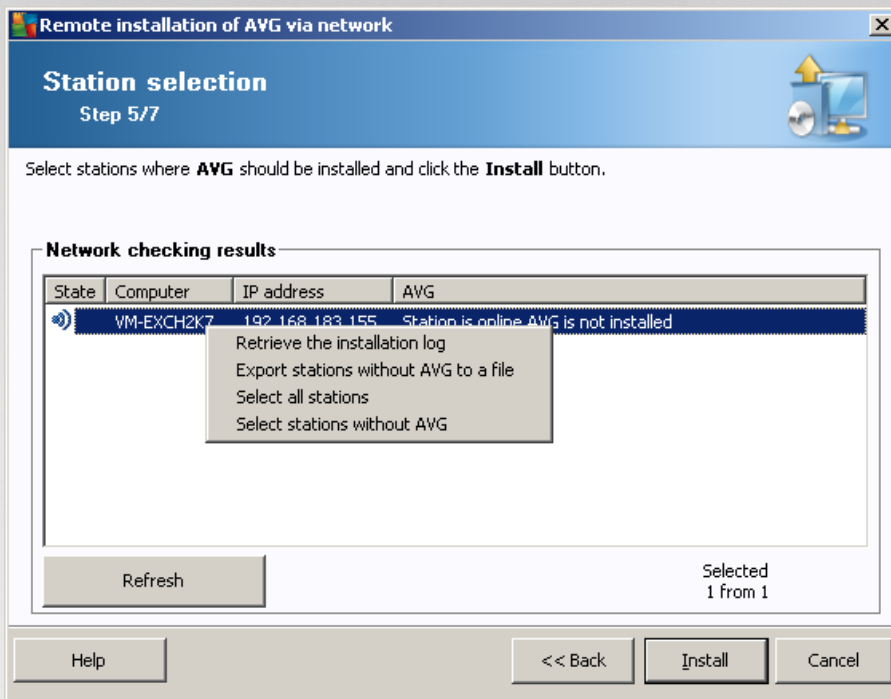 Remote installation of AVG via network
Station selection
Step 5/7
Select stations where AVG should be installed and click the Install button.
Network checking results
State Computer IP address AVG
VM-EXCH2K7 192.168.183.155 Station is online AVG is not installed
Retrieve the installation log
Export stations without AVG to a file
Select all stations
Select stations without AVG
Refresh
Selected
1 from 1
Help << Back Install Cancel